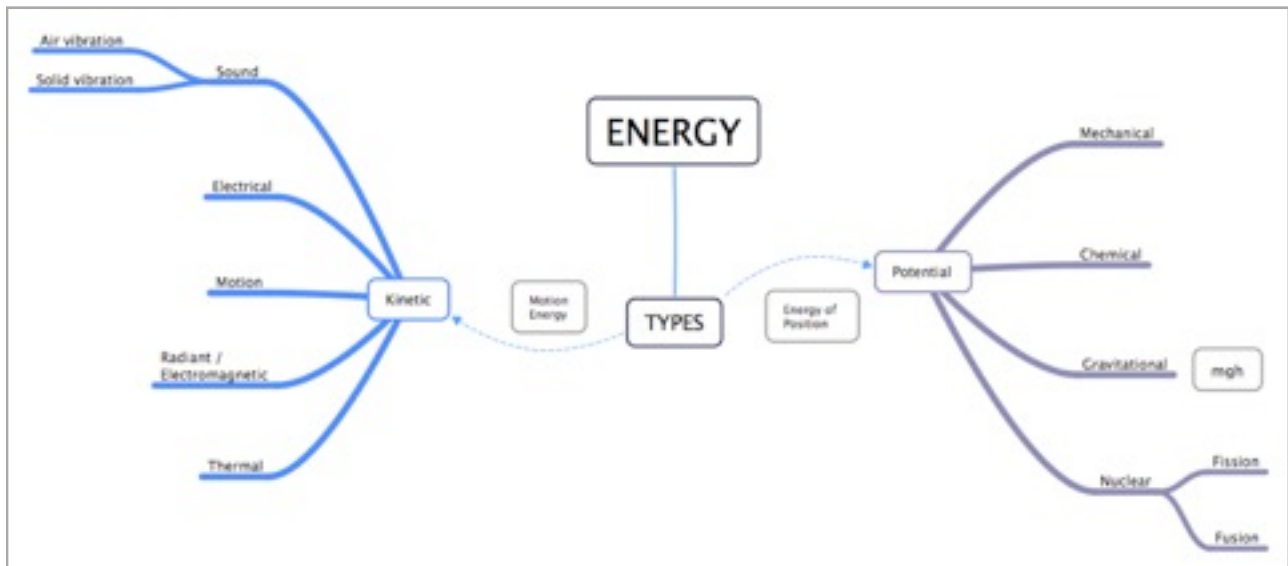 ENERGY
TYPES
Motion
Energy
Kinetic
Sound
Air vibration
Solid vibration
Electrical
Motion
Radiant /
Electromagnetic
Thermal
Energy of
Position
Potential
Mechanical
Chemical
Gravitational
mgh
Nuclear
Fission
Fusion